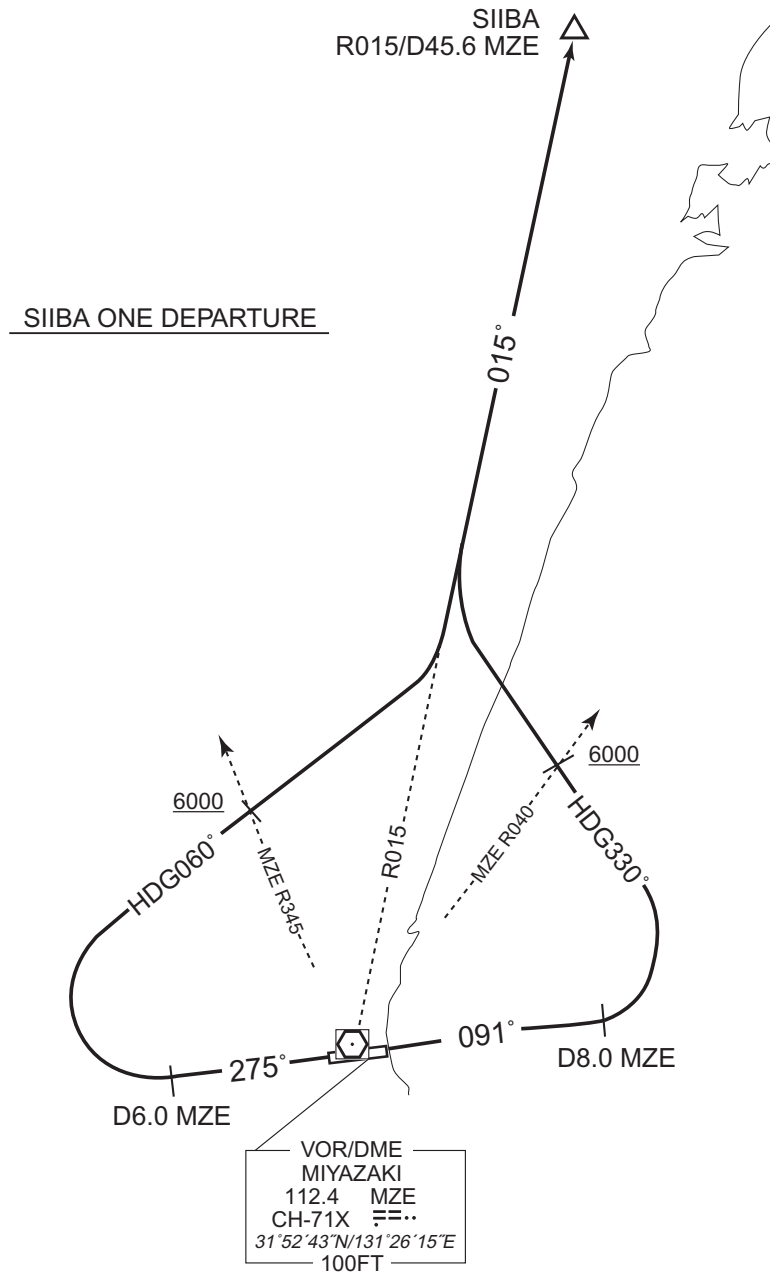 SIIBA
R015/D45.6 MZE
SIIBA ONE DEPARTURE
015°
6000
6000
HDG060°
MZE R345
R015
MZE R040
HDG330°
275°
091°
D6.0 MZE
D8.0 MZE
VOR/DME
MIYAZAKI
112.4 MZE
CH-71X
31°52´43˝N/131°26´15˝E
100FT